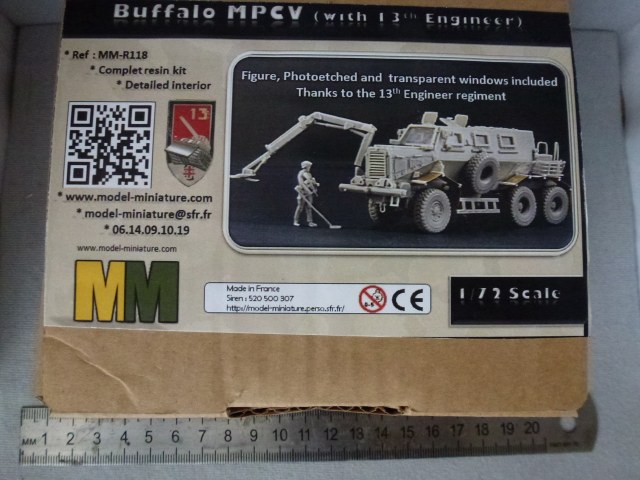 Buffalo MPCV (with 13th Engineer)
* Ref : MM-R118
* Complet resin kit
* Detailed interior
13
Figure, Photoetched and transparent windows included
Thanks to the 13th Engineer regiment
* www.model-miniature.com
* model-miniature@sfr.fr
* 06.14.09.10.19
www.model-miniature.com
MM
Made in France
Siren : 520 500 307
http://model-miniature.perso.sfr.fr/
0-3
CE
1/72 Scale
MM 1 2 3 4 5 6 7 8 9 10 11 12 13 14 15 16 17 18 19 20